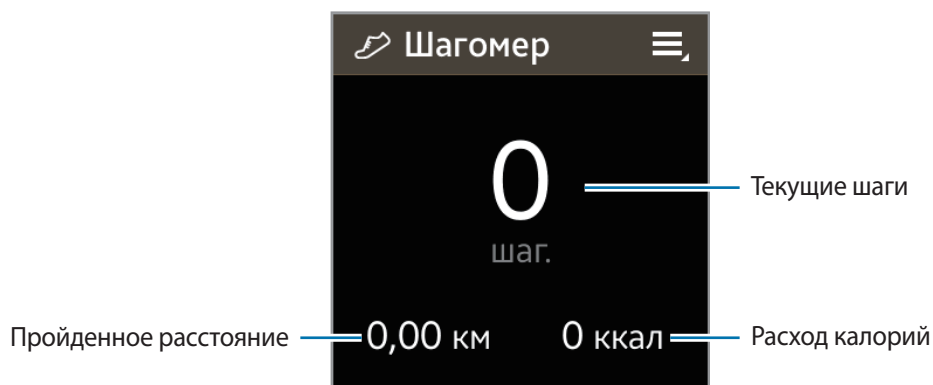 Шагомер
0
Текущие шаги
шаг.
Пройденное расстояние
0,00 км
0 ккал
Расход калорий